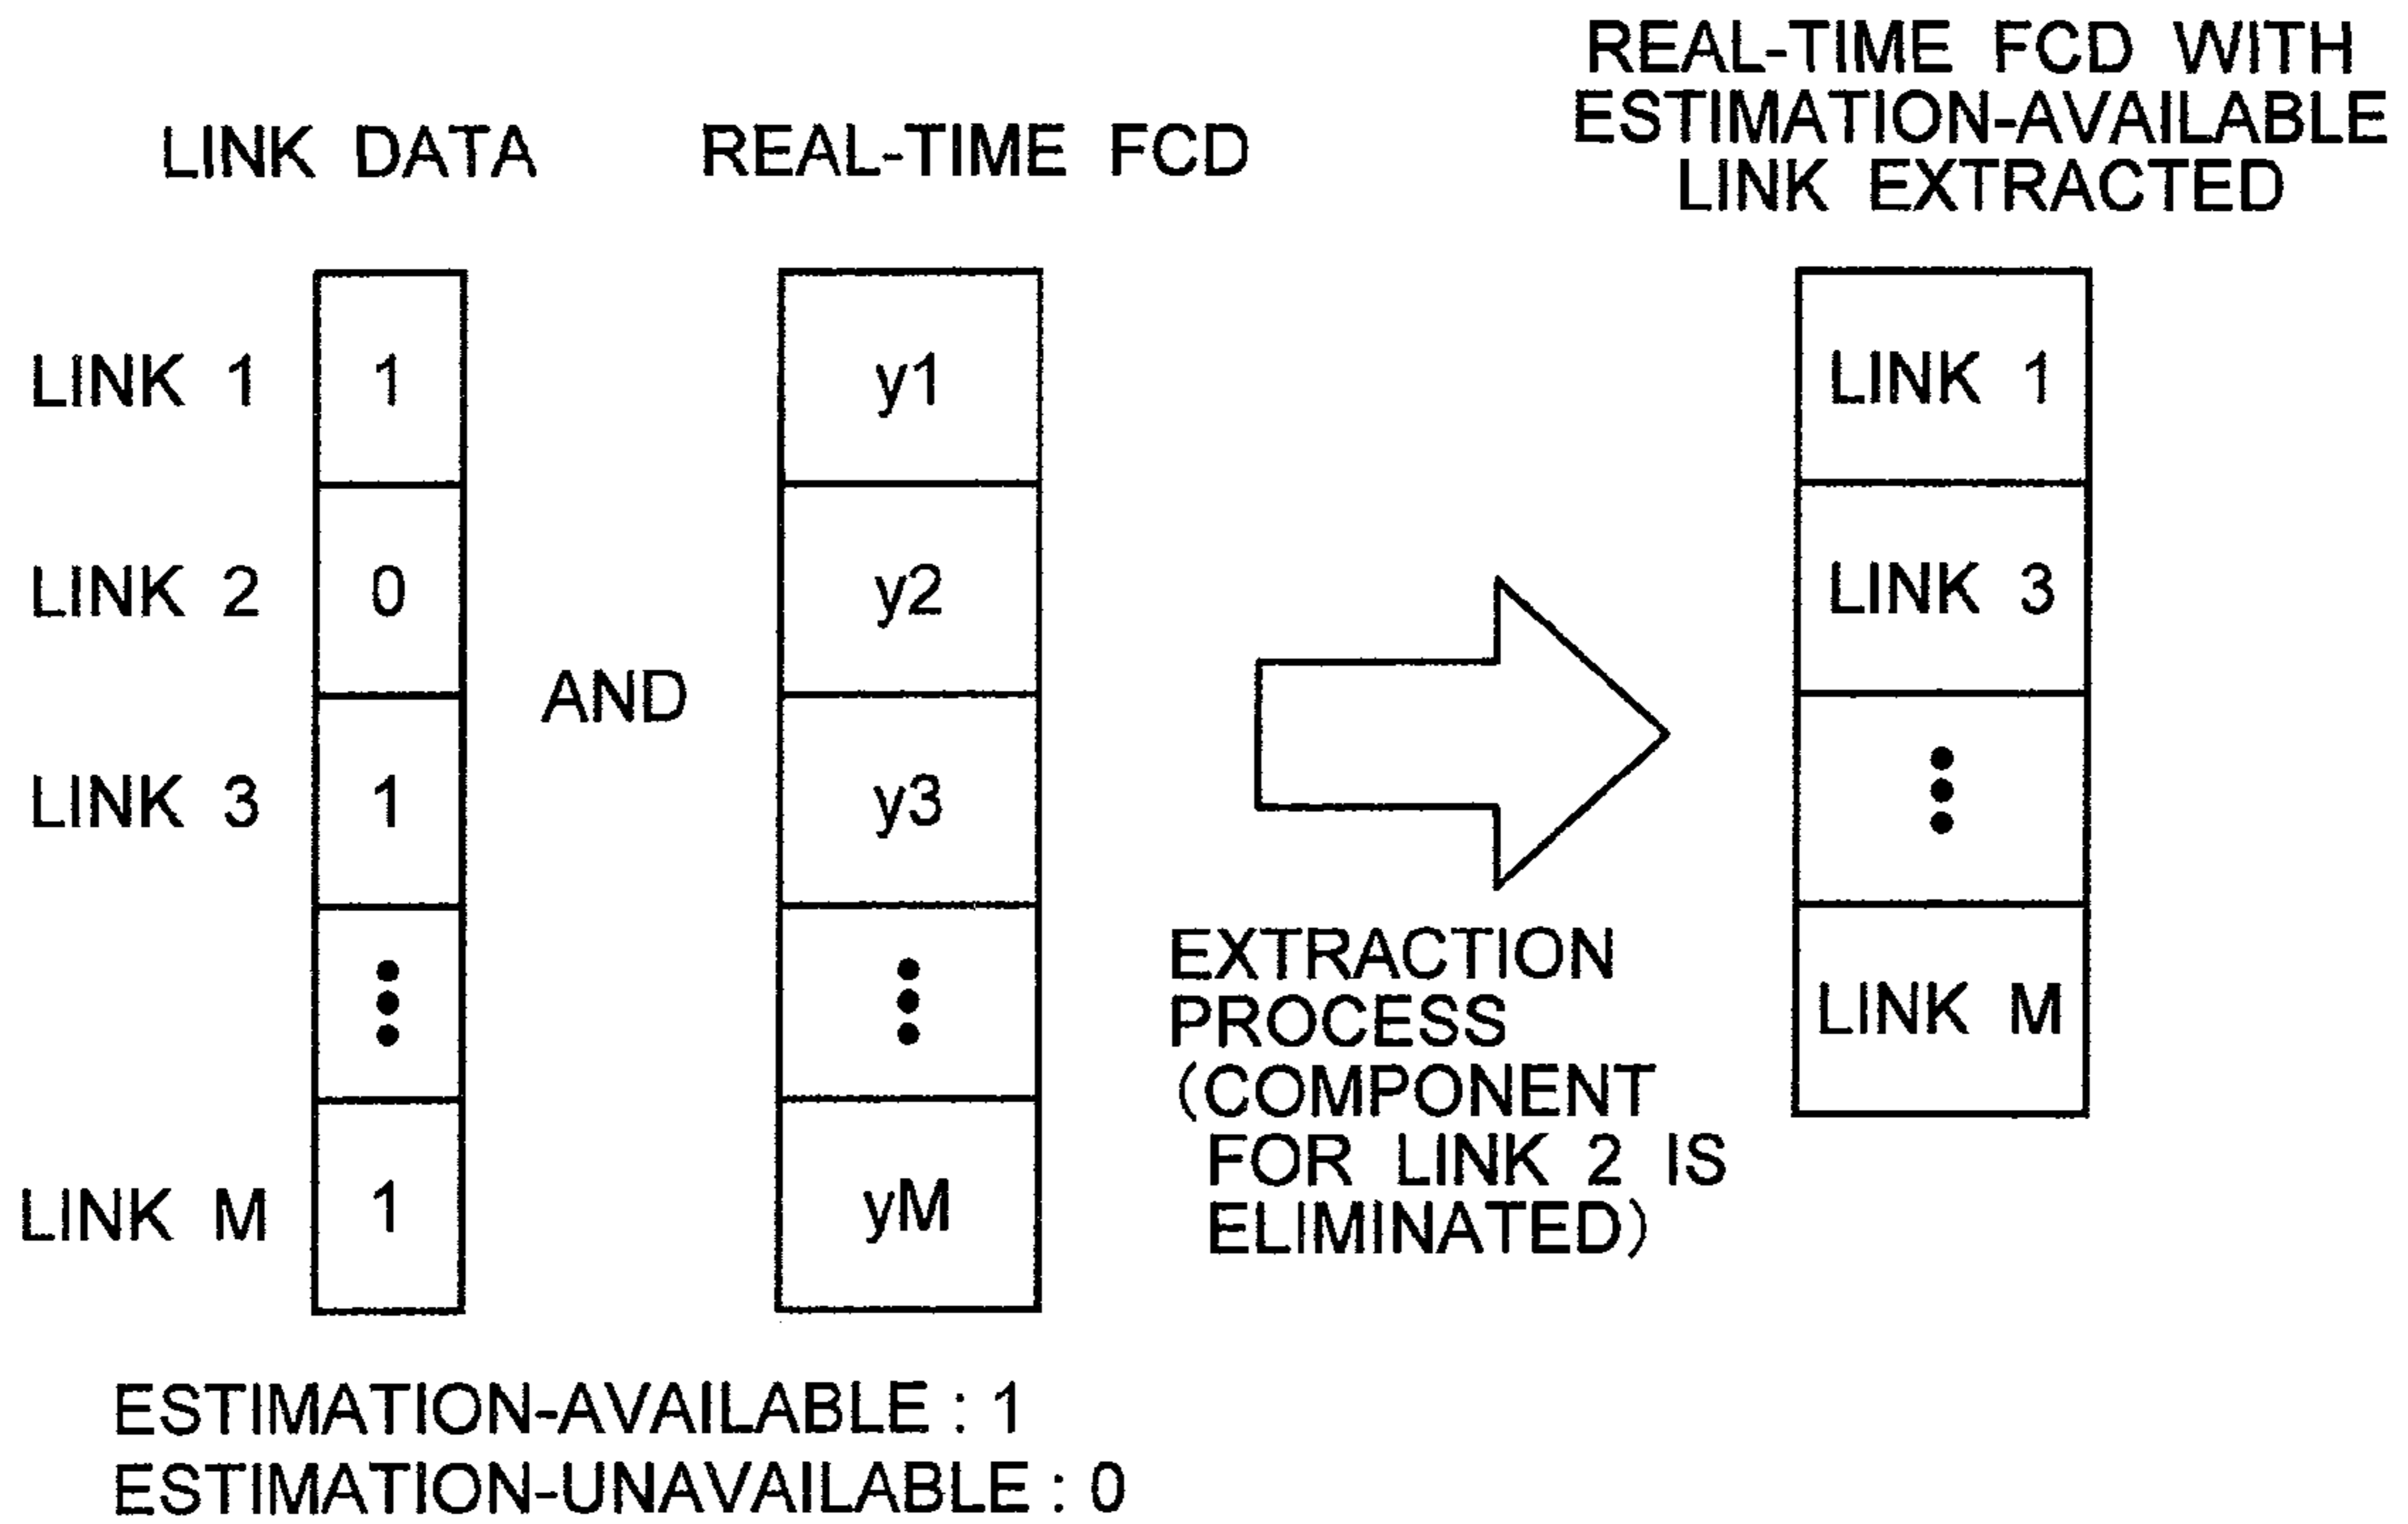 LINK DATA
REAL-TIME FCD
REAL-TIME FCD WITH
ESTIMATION-AVAILABLE
LINK EXTRACTED
LINK 1
1
y1
LINK 1
LINK 2
0
y2
LINK 3
AND
LINK 3
1
y3
EXTRACTION
PROCESS
(COMPONENT
FOR LINK 2 IS
ELIMINATED)
LINK M
LINK M
1
yM
ESTIMATION-AVAILABLE : 1
ESTIMATION-UNAVAILABLE : 0